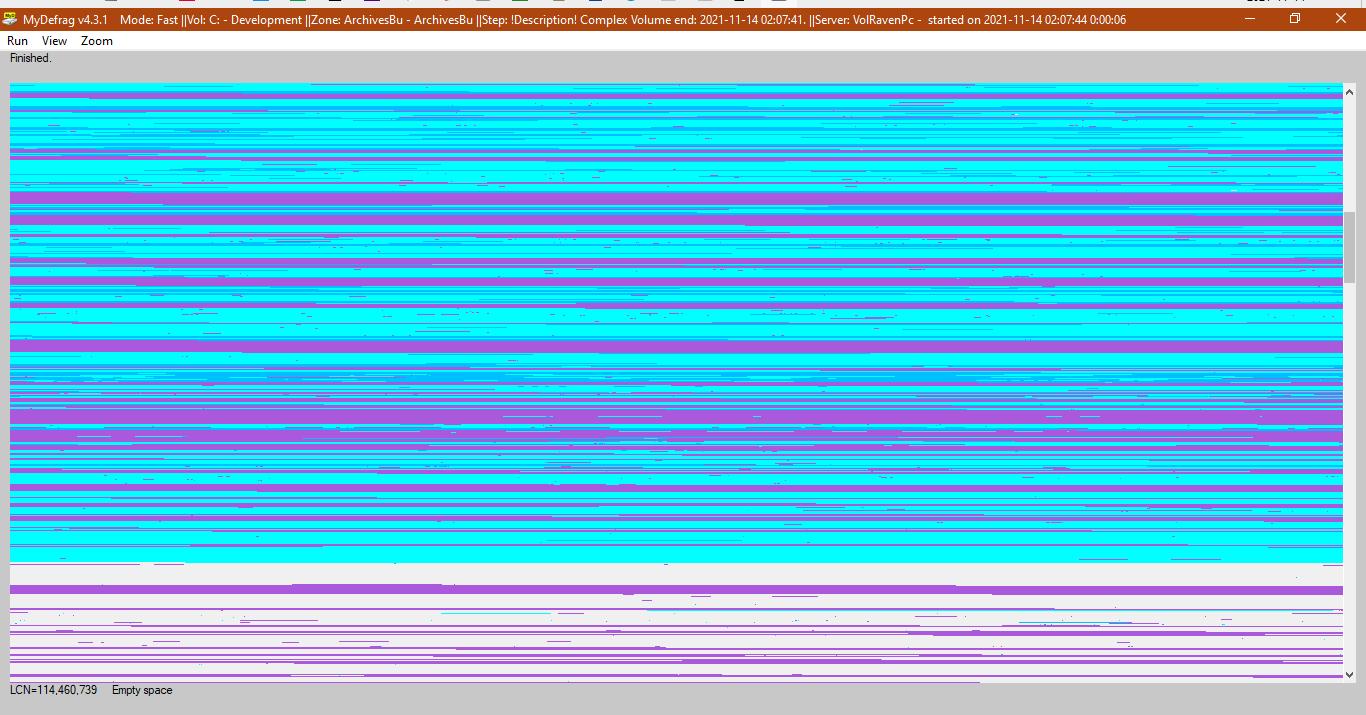 MyDefrag v4.3.1 Mode: Fast ||Vol: C: - Development ||Zone: ArchivesBu - ArchivesBu ||Step: !Description! Complex Volume end: 2021-11-14 02:07:41. ||Server: VolRavenPc - started on 2021-11-14 02:07:44 0:00:06
Run View Zoom
Finished.
LCN=114,460,739 Empty space